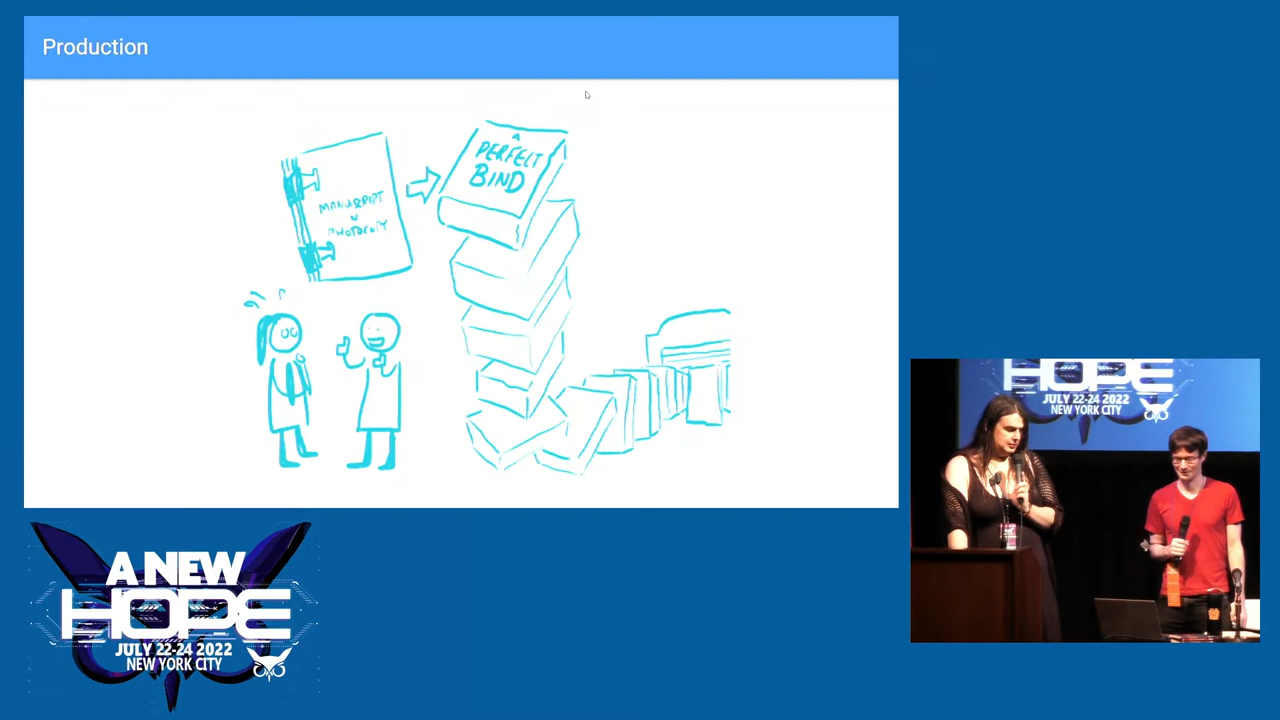 Production
MANUSCRIPT
PHOTOCOPY
A
PERFECT
BIND
HOPE
JULY 22-24 2022
NEW YORK CITY
A NEW
HOPE
JULY 22-24 2022
NEW YORK CITY